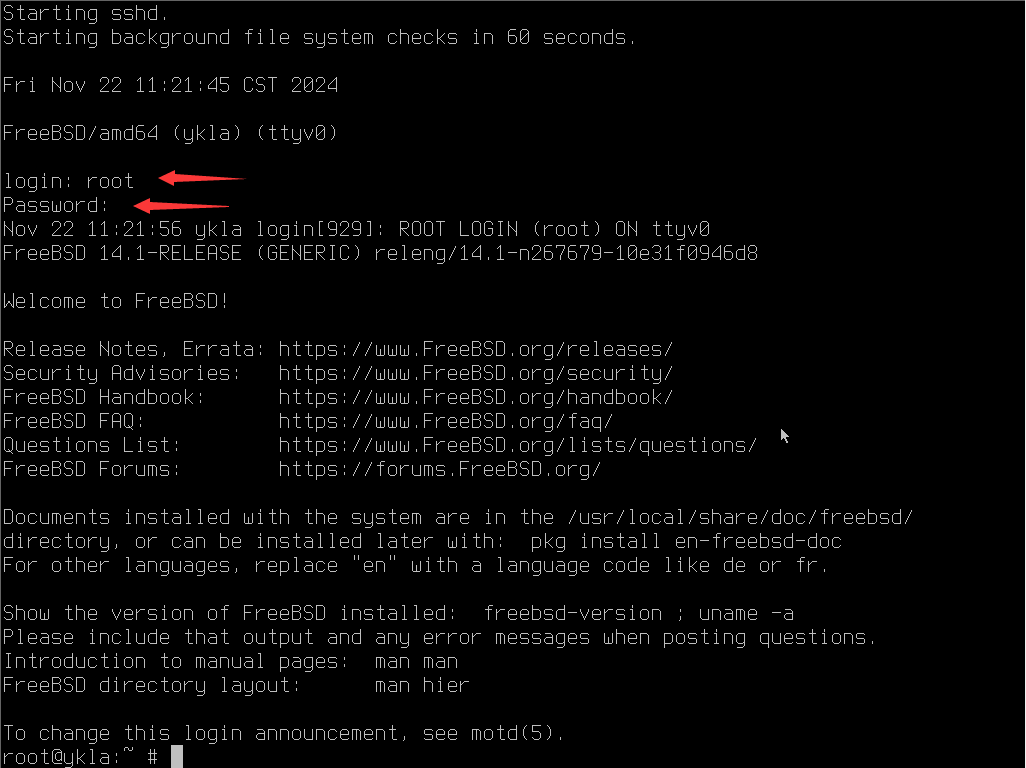 Starting sshd.
Starting background file system checks in 60 seconds.
Fri Nov 22 11:21:45 CST 2024
FreeBSD/amd64 (ykla) (ttyv0)
login: root
Password:
Nov 22 11:21:56 ykla login[929]: ROOT LOGIN (root) ON ttyv0
FreeBSD 14.1-RELEASE (GENERIC) releng/14.1-n267679-10e31f0946d8
Welcome to FreeBSD!
Release Notes, Errata: https://www.FreeBSD.org/releases/
Security Advisories:   https://www.FreeBSD.org/security/
FreeBSD Handbook:      https://www.FreeBSD.org/handbook/
FreeBSD FAQ:           https://www.FreeBSD.org/faq/
Questions List:        https://www.FreeBSD.org/lists/questions/
FreeBSD Forums:        https://forums.FreeBSD.org/
Documents installed with the system are in the /usr/local/share/doc/freebsd/
directory, or can be installed later with:  pkg install en-freebsd-doc
For other languages, replace "en" with a language code like de or fr.
Show the version of FreeBSD installed:  freebsd-version ; uname -a
Please include that output and any error messages when posting questions.
Introduction to manual pages:  man man
FreeBSD directory layout:      man hier
To change this login announcement, see motd(5).
root@ykla:~ #